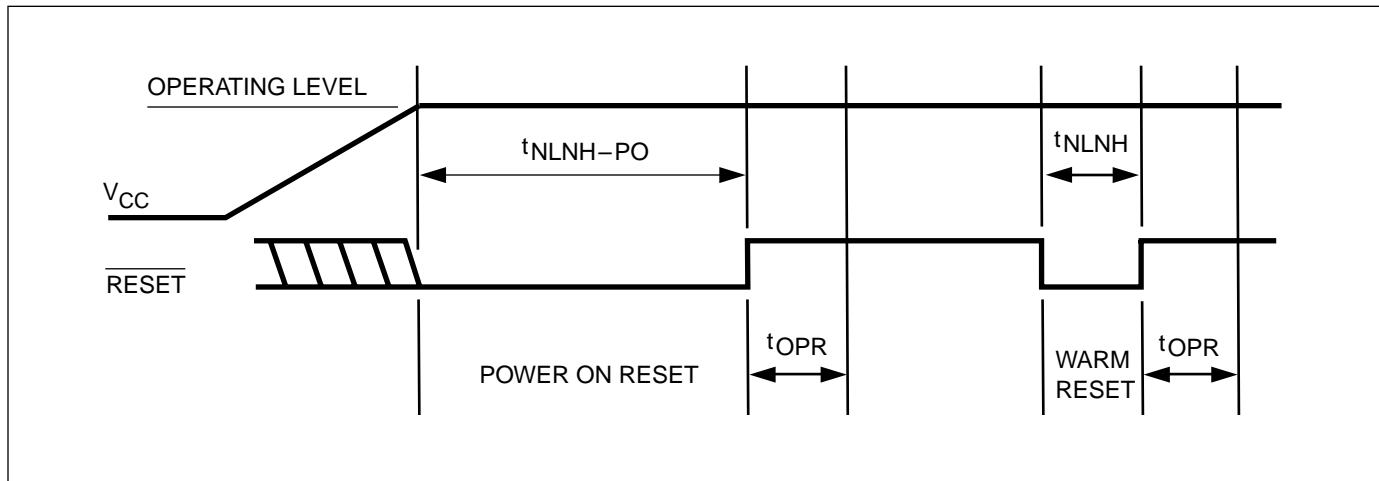 OPERATING LEVEL
tNLNH–PO
tNLNH
VCC
RESET
tOPR
tOPR
POWER ON RESET
WARM
RESET